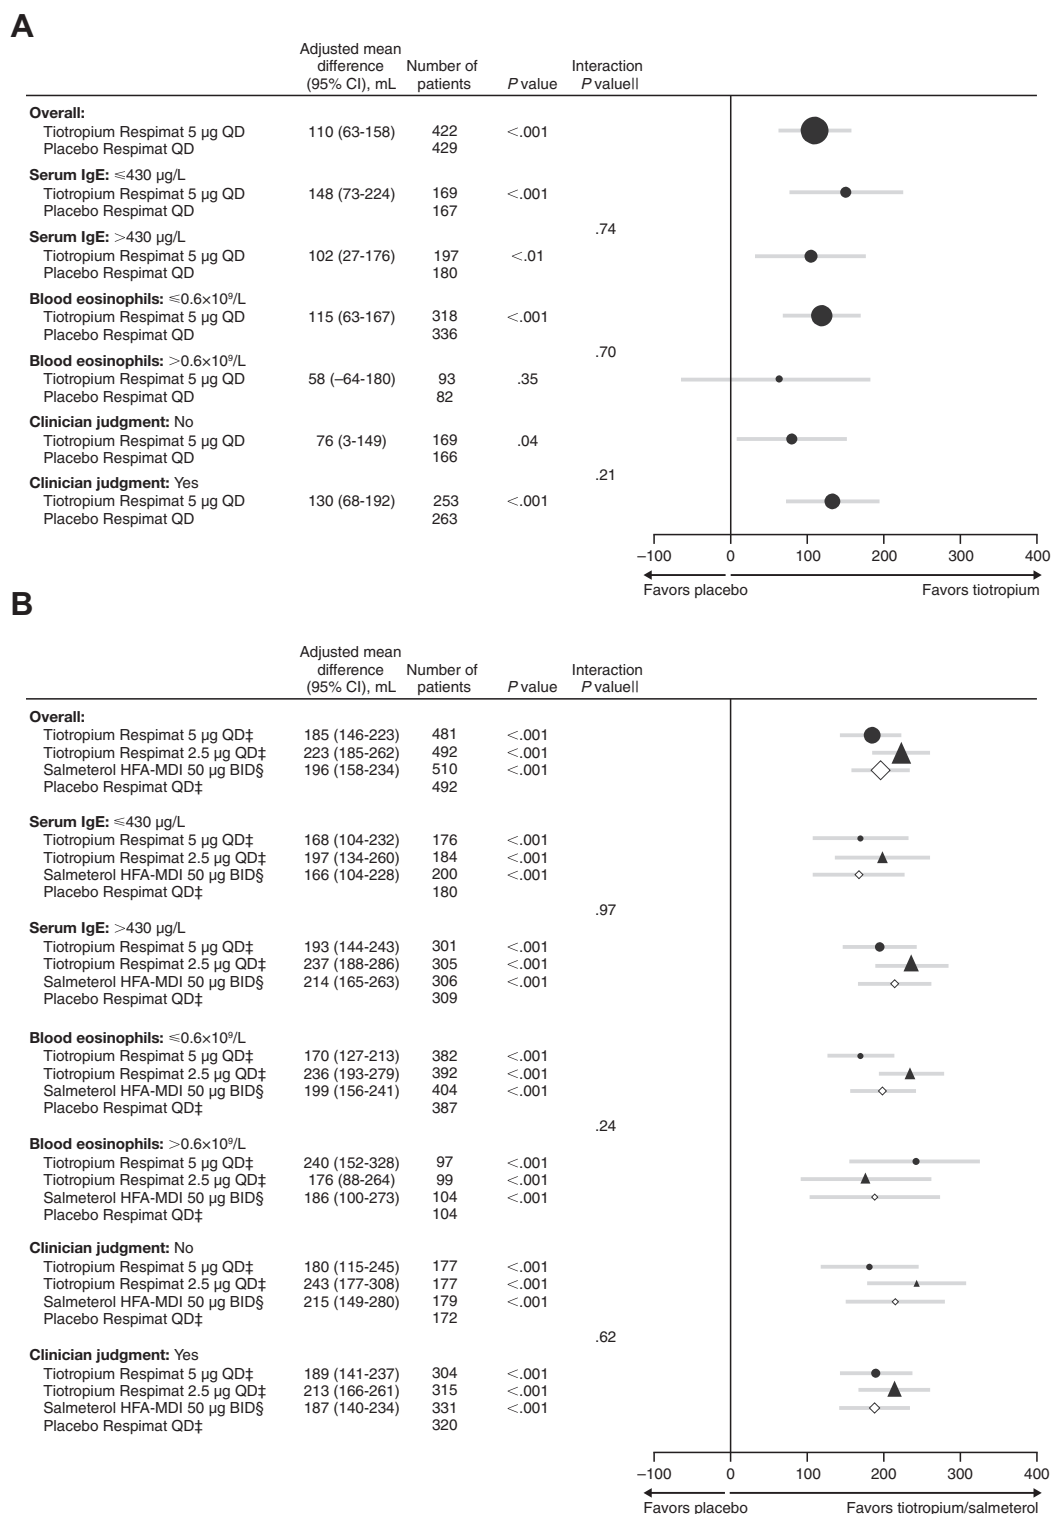 A
Adjusted mean
difference Number of Interaction
(95% CI), mL patients P value P value||
Overall:
Tiotropium Respimat 5 µg QD 110 (63-158) 422 <.001
Placebo Respimat QD 429
Serum IgE: ≤430 µg/L
Tiotropium Respimat 5 µg QD 148 (73-224) 169 <.001
Placebo Respimat QD 167
.74
Serum IgE: >430 µg/L
Tiotropium Respimat 5 µg QD 102 (27-176) 197 <.01
Placebo Respimat QD 180
Blood eosinophils: ≤0.6×10⁹/L
Tiotropium Respimat 5 µg QD 115 (63-167) 318 <.001
Placebo Respimat QD 336
.70
Blood eosinophils: >0.6×10⁹/L
Tiotropium Respimat 5 µg QD 58 (–64-180) 93 .35
Placebo Respimat QD 82
Clinician judgment: No
Tiotropium Respimat 5 µg QD 76 (3-149) 169 .04
Placebo Respimat QD 166
.21
Clinician judgment: Yes
Tiotropium Respimat 5 µg QD 130 (68-192) 253 <.001
Placebo Respimat QD 263
–100 0 100 200 300 400
Favors placebo Favors tiotropium
B
Adjusted mean
difference Number of Interaction
(95% CI), mL patients P value P value||
Overall:
Tiotropium Respimat 5 µg QD‡ 185 (146-223) 481 <.001
Tiotropium Respimat 2.5 µg QD‡ 223 (185-262) 492 <.001
Salmeterol HFA-MDI 50 µg BID§ 196 (158-234) 510 <.001
Placebo Respimat QD‡ 492
Serum IgE: ≤430 µg/L
Tiotropium Respimat 5 µg QD‡ 168 (104-232) 176 <.001
Tiotropium Respimat 2.5 µg QD‡ 197 (134-260) 184 <.001
Salmeterol HFA-MDI 50 µg BID§ 166 (104-228) 200 <.001
Placebo Respimat QD‡ 180
.97
Serum IgE: >430 µg/L
Tiotropium Respimat 5 µg QD‡ 193 (144-243) 301 <.001
Tiotropium Respimat 2.5 µg QD‡ 237 (188-286) 305 <.001
Salmeterol HFA-MDI 50 µg BID§ 214 (165-263) 306 <.001
Placebo Respimat QD‡ 309
Blood eosinophils: ≤0.6×10⁹/L
Tiotropium Respimat 5 µg QD‡ 170 (127-213) 382 <.001
Tiotropium Respimat 2.5 µg QD‡ 236 (193-279) 392 <.001
Salmeterol HFA-MDI 50 µg BID§ 199 (156-241) 404 <.001
Placebo Respimat QD‡ 387
.24
Blood eosinophils: >0.6×10⁹/L
Tiotropium Respimat 5 µg QD‡ 240 (152-328) 97 <.001
Tiotropium Respimat 2.5 µg QD‡ 176 (88-264) 99 <.001
Salmeterol HFA-MDI 50 µg BID§ 186 (100-273) 104 <.001
Placebo Respimat QD‡ 104
Clinician judgment: No
Tiotropium Respimat 5 µg QD‡ 180 (115-245) 177 <.001
Tiotropium Respimat 2.5 µg QD‡ 243 (177-308) 177 <.001
Salmeterol HFA-MDI 50 µg BID§ 215 (149-280) 179 <.001
Placebo Respimat QD‡ 172
.62
Clinician judgment: Yes
Tiotropium Respimat 5 µg QD‡ 189 (141-237) 304 <.001
Tiotropium Respimat 2.5 µg QD‡ 213 (166-261) 315 <.001
Salmeterol HFA-MDI 50 µg BID§ 187 (140-234) 331 <.001
Placebo Respimat QD‡ 320
–100 0 100 200 300 400
Favors placebo Favors tiotropium/salmeterol